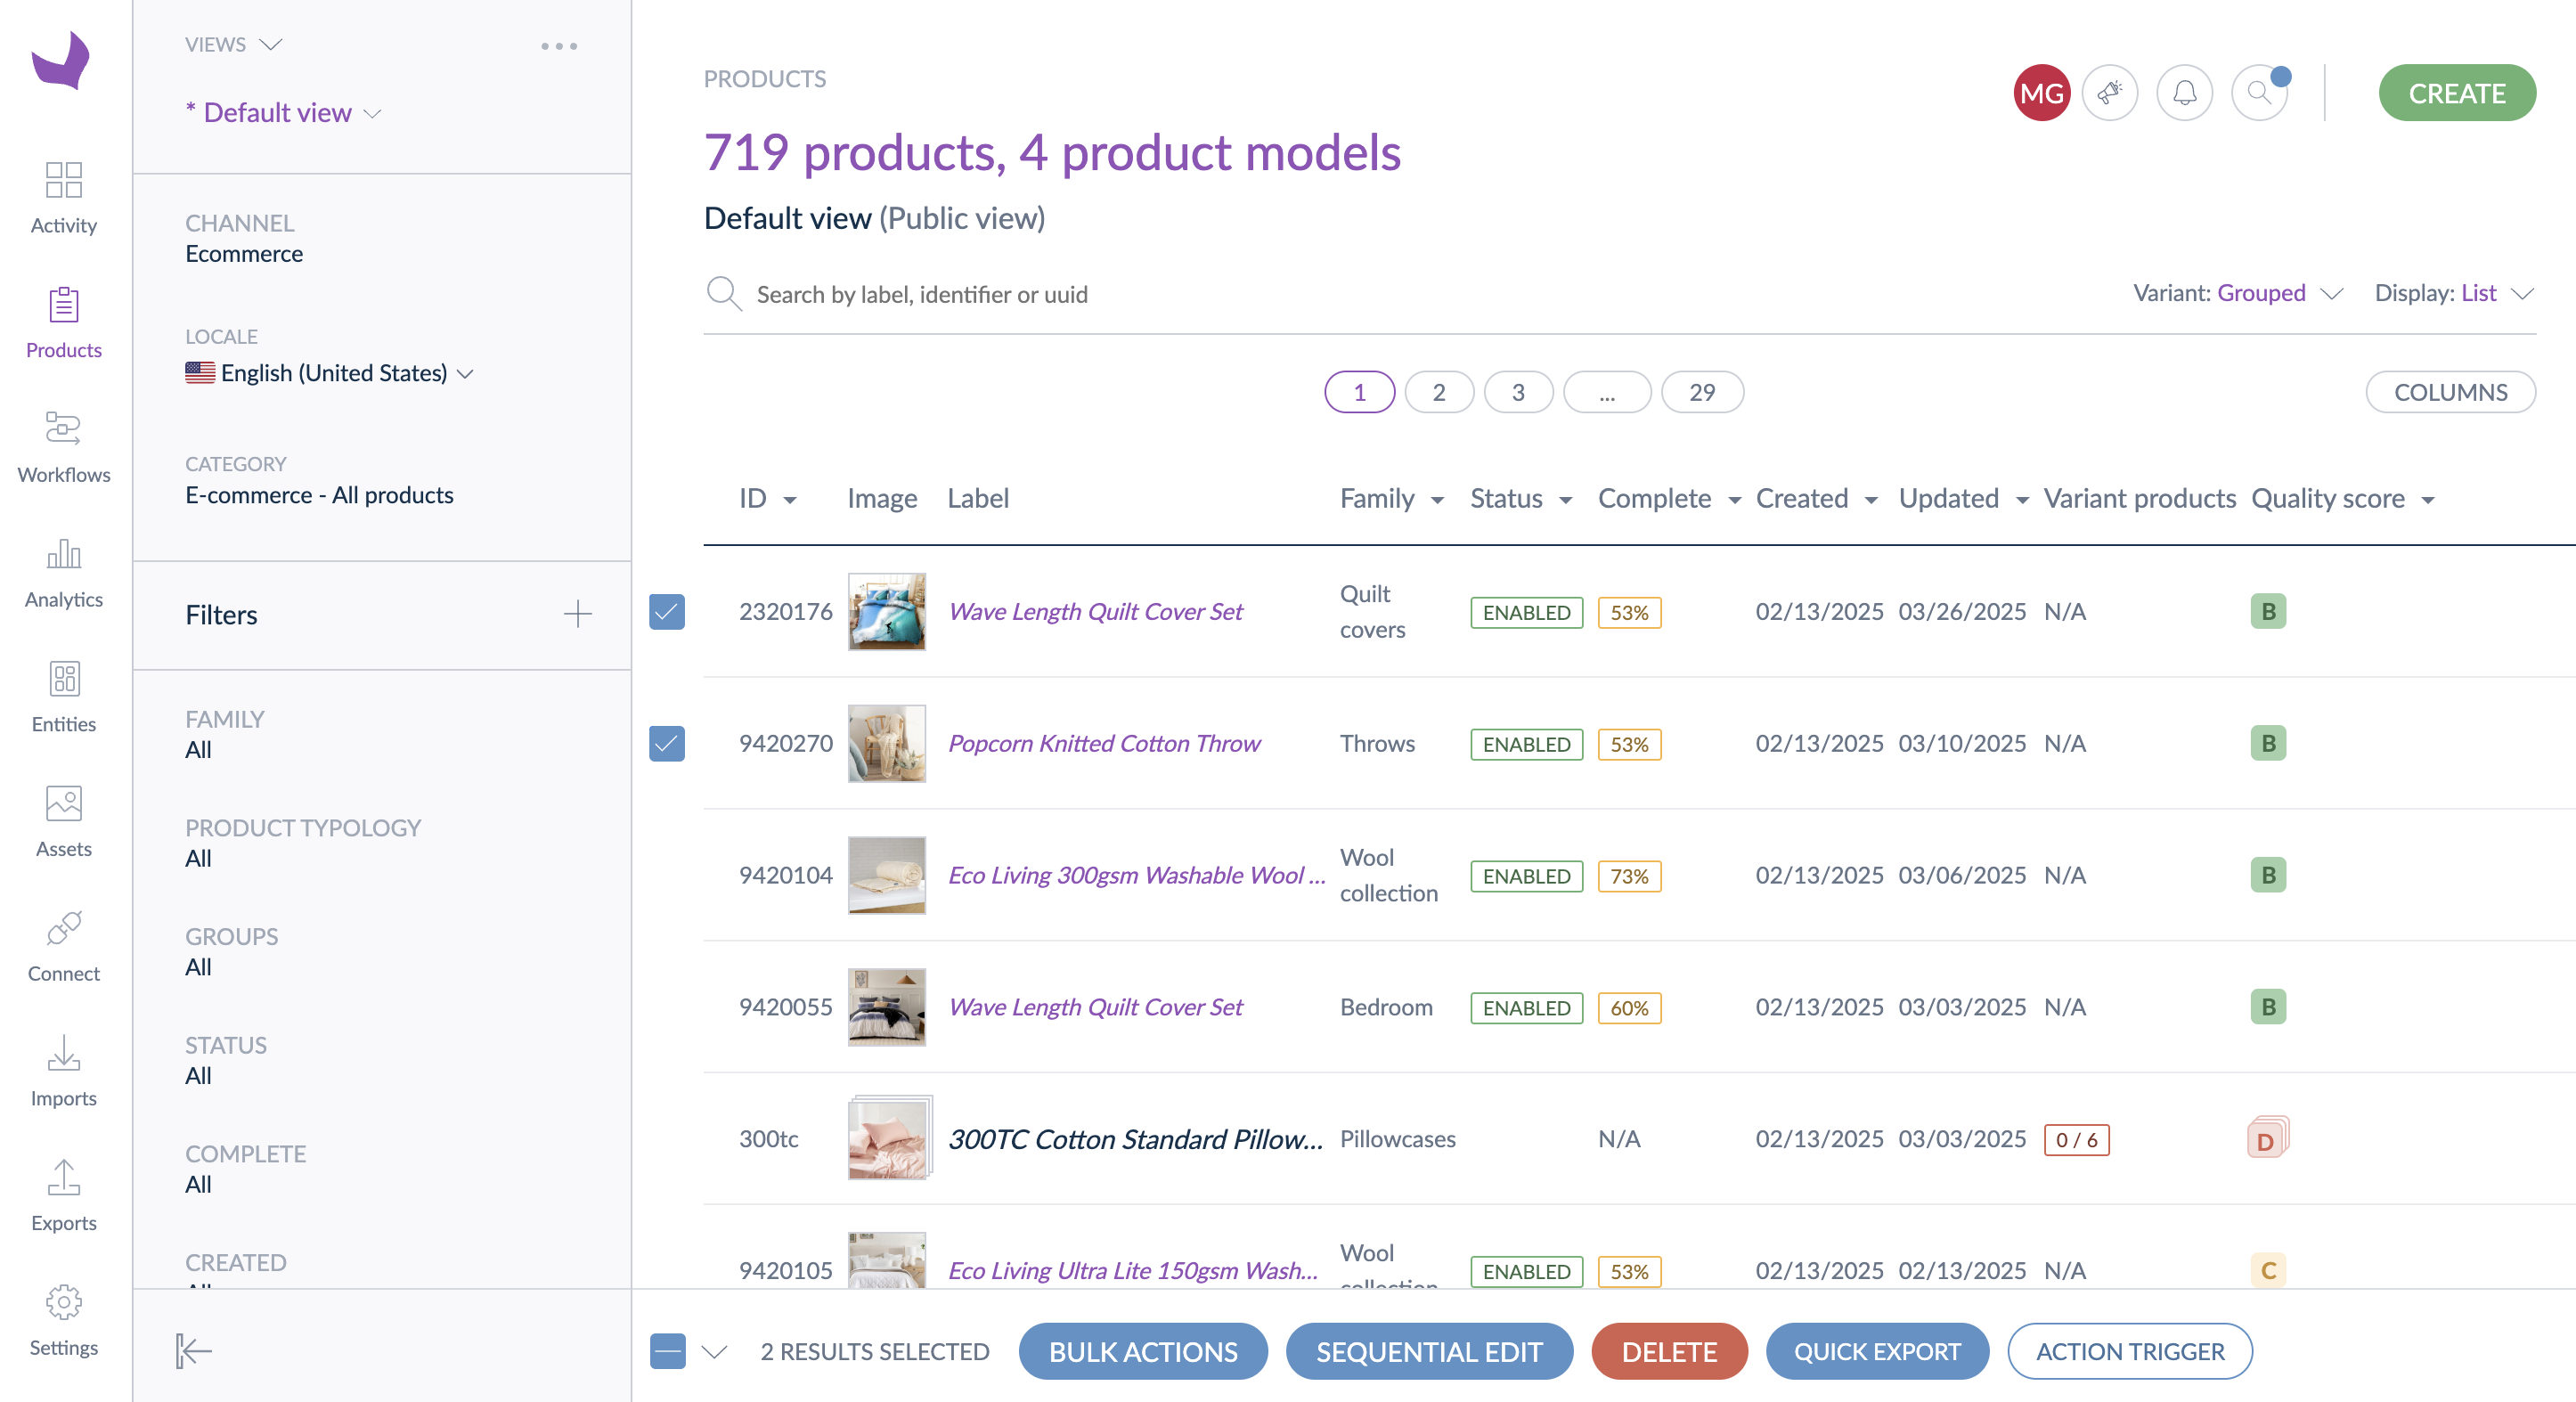 VIEWS
* Default view
CHANNEL
Ecommerce
LOCALE
English (United States)
CATEGORY
E-commerce - All products
Filters
FAMILY
All
PRODUCT TYPOLOGY
All
GROUPS
All
STATUS
All
COMPLETE
All
CREATED
Activity
Products
Workflows
Analytics
Entities
Assets
Connect
Imports
Exports
Settings
PRODUCTS
MG
CREATE
719 products, 4 product models
Default view (Public view)
Search by label, identifier or uuid
Variant: Grouped
Display: List
1 2 3 ... 29
COLUMNS
ID Image Label Family Status Complete Created Updated Variant products Quality score
2320176 Wave Length Quilt Cover Set Quilt covers ENABLED 53% 02/13/2025 03/26/2025 N/A B
9420270 Popcorn Knitted Cotton Throw Throws ENABLED 53% 02/13/2025 03/10/2025 N/A B
9420104 Eco Living 300gsm Washable Wool ... Wool collection ENABLED 73% 02/13/2025 03/06/2025 N/A B
9420055 Wave Length Quilt Cover Set Bedroom ENABLED 60% 02/13/2025 03/03/2025 N/A B
300tc 300TC Cotton Standard Pillow... Pillowcases N/A 02/13/2025 03/03/2025 0 / 6 D
9420105 Eco Living Ultra Lite 150gsm Wash... Wool collection ENABLED 53% 02/13/2025 02/13/2025 N/A C
2 RESULTS SELECTED
BULK ACTIONS
SEQUENTIAL EDIT
DELETE
QUICK EXPORT
ACTION TRIGGER